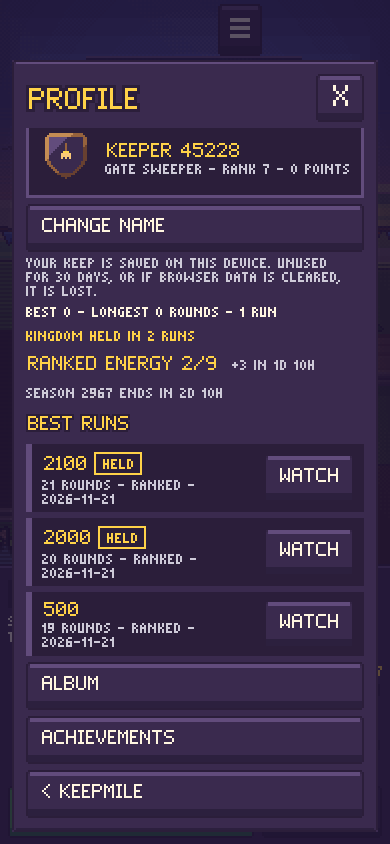 PROFILE
X
KEEPER 45228
GATE SWEEPER - RANK 7 - 0 POINTS
CHANGE NAME
YOUR KEEP IS SAVED ON THIS DEVICE. UNUSED
FOR 30 DAYS, OR IF BROWSER DATA IS CLEARED,
IT IS LOST.
BEST 0 - LONGEST 0 ROUNDS - 1 RUN
KINGDOM HELD IN 2 RUNS
RANKED ENERGY 2/9 +3 IN 1D 10H
SEASON 2967 ENDS IN 2D 10H
BEST RUNS
2100 HELD
21 ROUNDS - RANKED -
2026-11-21
WATCH
2000 HELD
20 ROUNDS - RANKED -
2026-11-21
WATCH
500
19 ROUNDS - RANKED -
2026-11-21
WATCH
ALBUM
ACHIEVEMENTS
< KEEPMILE